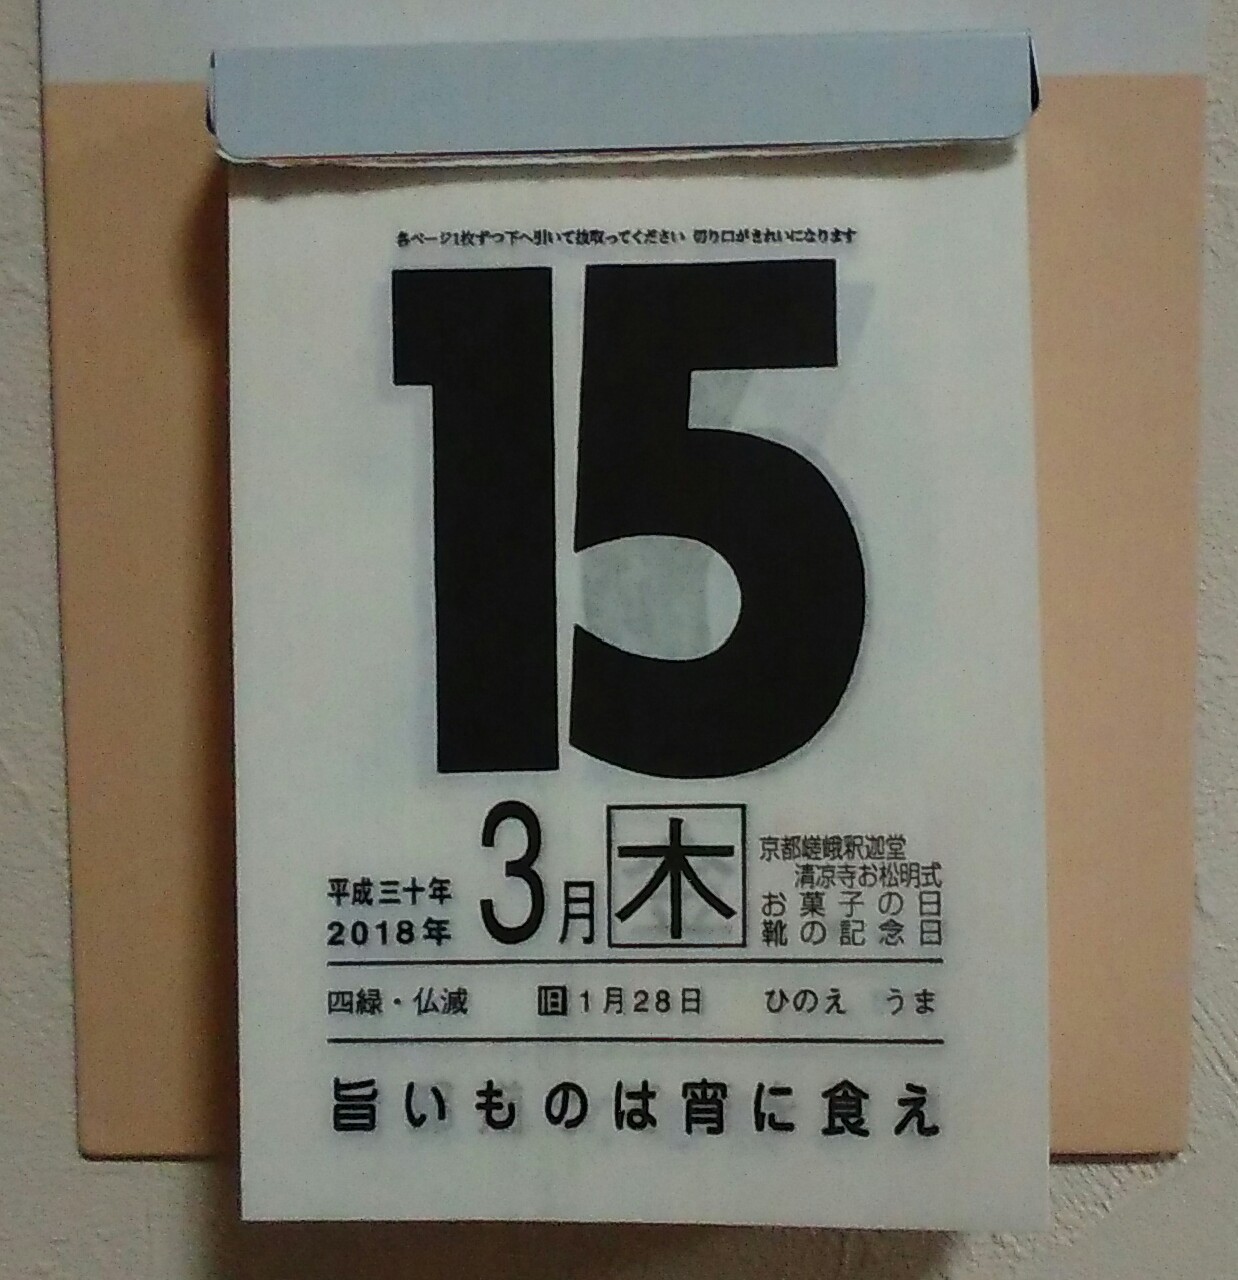 各ページ1枚ずつ下へ引いて抜取ってください 切り口がきれいになります
15
3月 木
平成三十年
2018年
京都嵯峨釈迦堂
清凉寺お松明式
お菓子の日
靴の記念日
四緑・仏滅 旧1月28日 ひのえ うま
旨いものは宵に食え